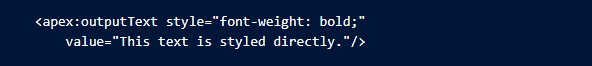 <apex:outputText style="font-weight: bold;"
value="This text is styled directly."/>